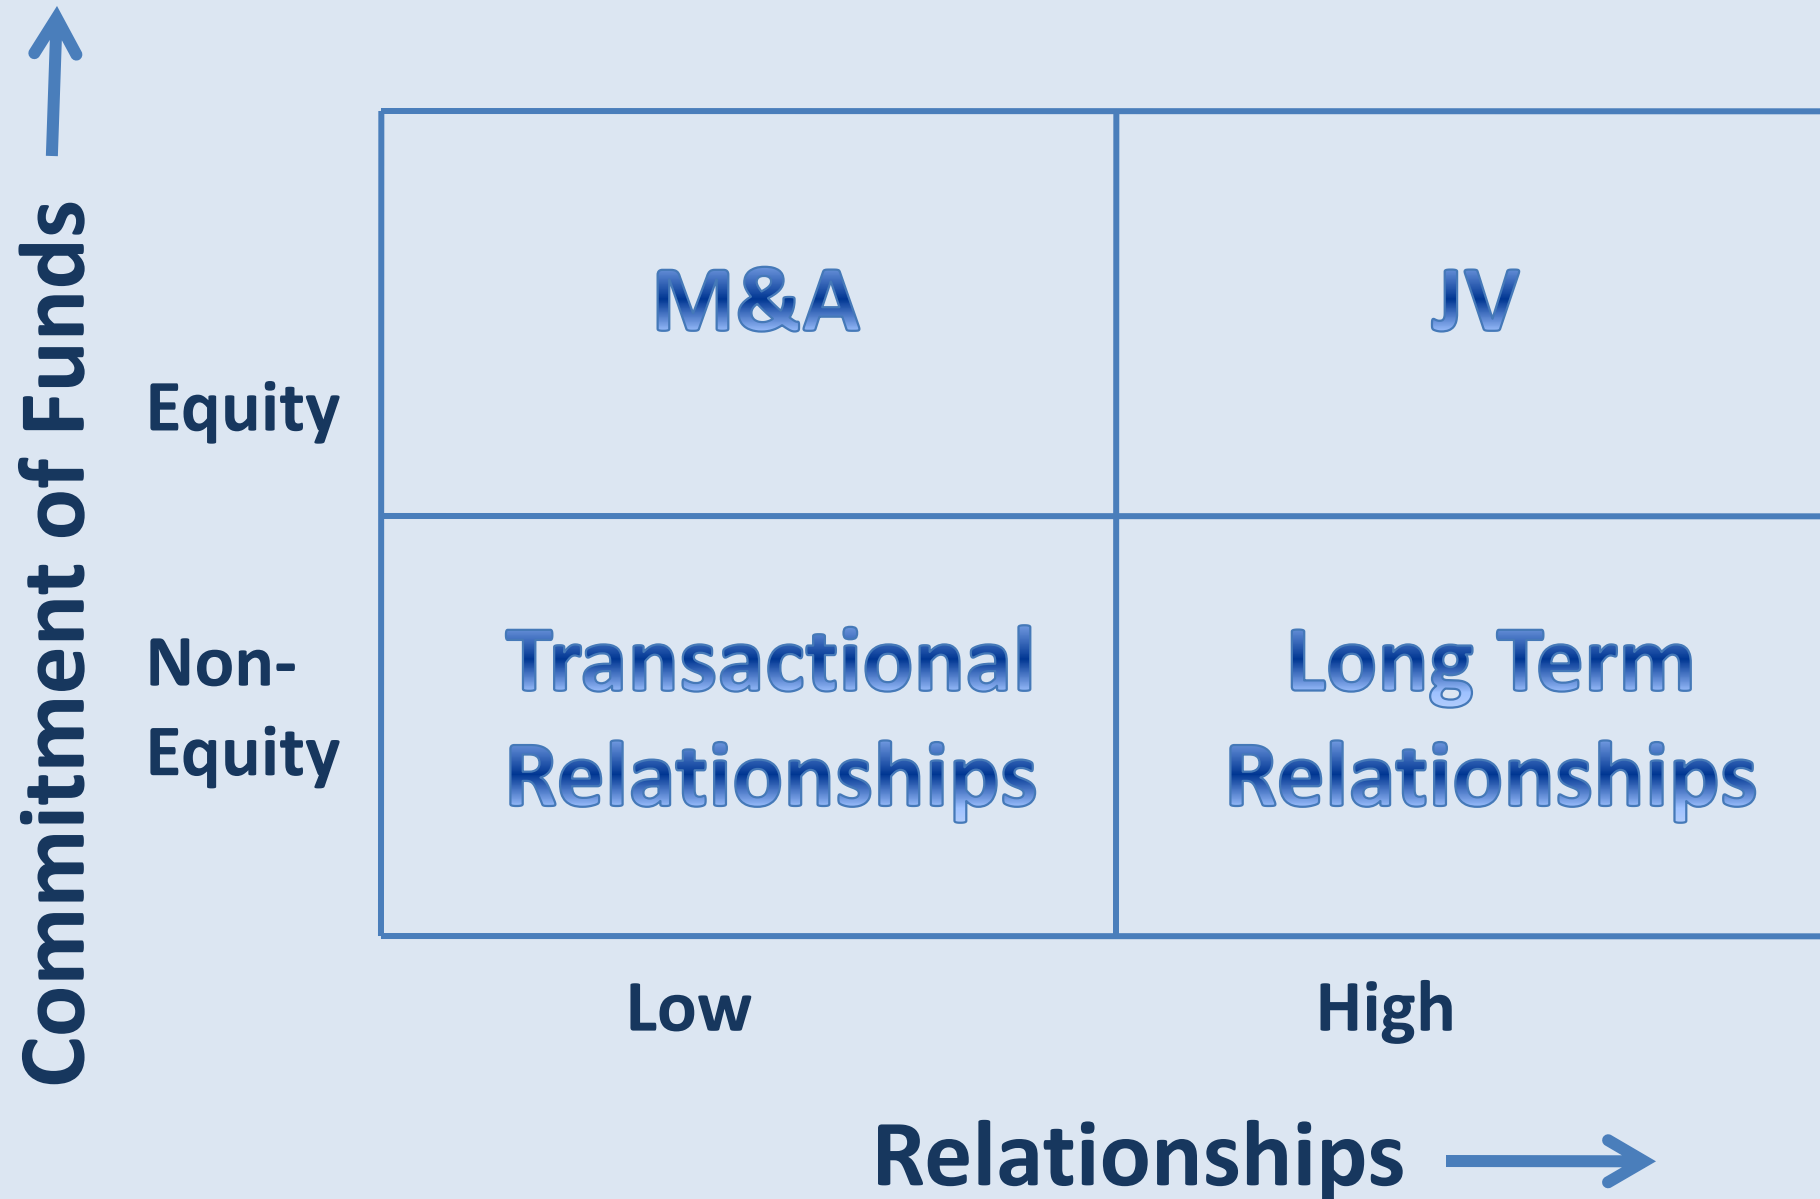 Commitment of Funds
Equity
M&A
JV
Non-
Equity
Transactional
Relationships
Long Term
Relationships
Low
High
Relationships